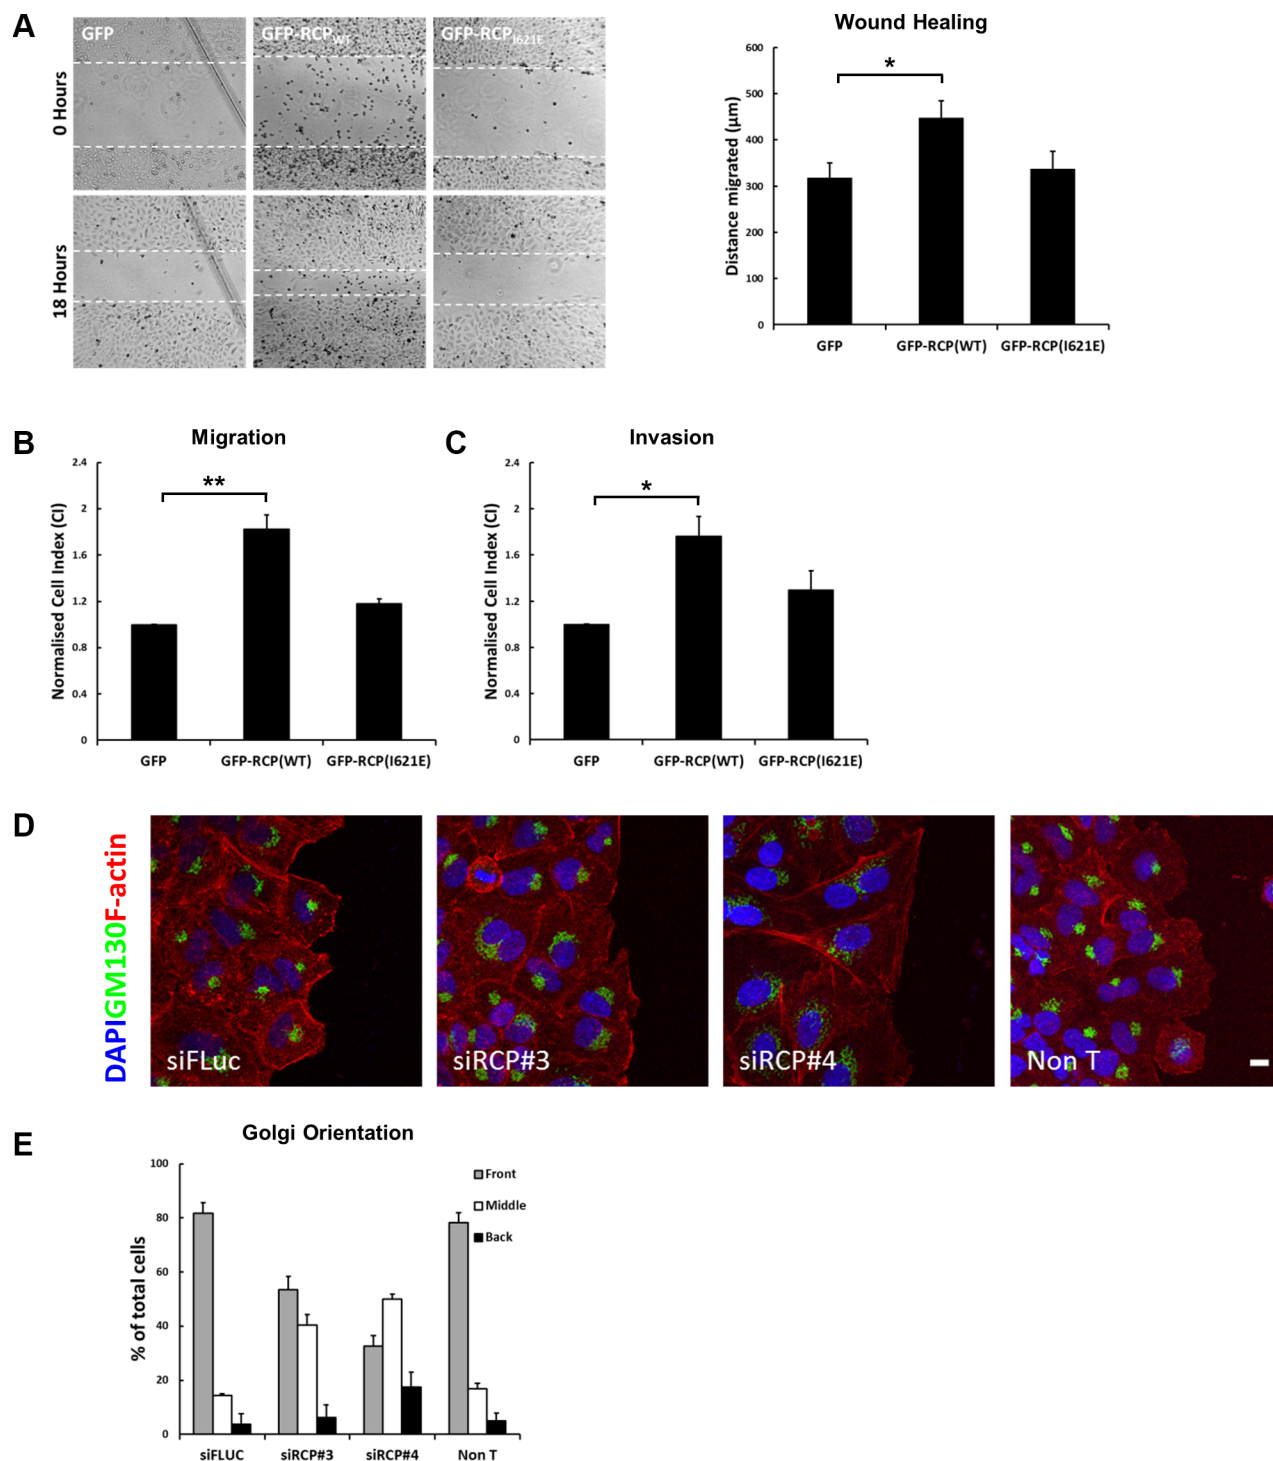 A
GFP
GFP-RCPWT
GFP-RCPI621E
0 Hours
18 Hours
Wound Healing
*
Distance migrated (µm)
600
500
400
300
200
100
0
GFP
GFP-RCP(WT)
GFP-RCP(I621E)
B
Migration
**
Normalised Cell Index (CI)
2.4
2
1.6
1.2
0.8
0.4
0
GFP
GFP-RCP(WT)
GFP-RCP(I621E)
C
Invasion
*
Normalised Cell Index (CI)
2.4
2
1.6
1.2
0.8
0.4
0
GFP
GFP-RCP(WT)
GFP-RCP(I621E)
D
DAPIGM130F-actin
siFLuc
siRCP#3
siRCP#4
Non T
E
Golgi Orientation
% of total cells
100
80
60
40
20
0
Front
Middle
Back
siFLUC
siRCP#3
siRCP#4
Non T